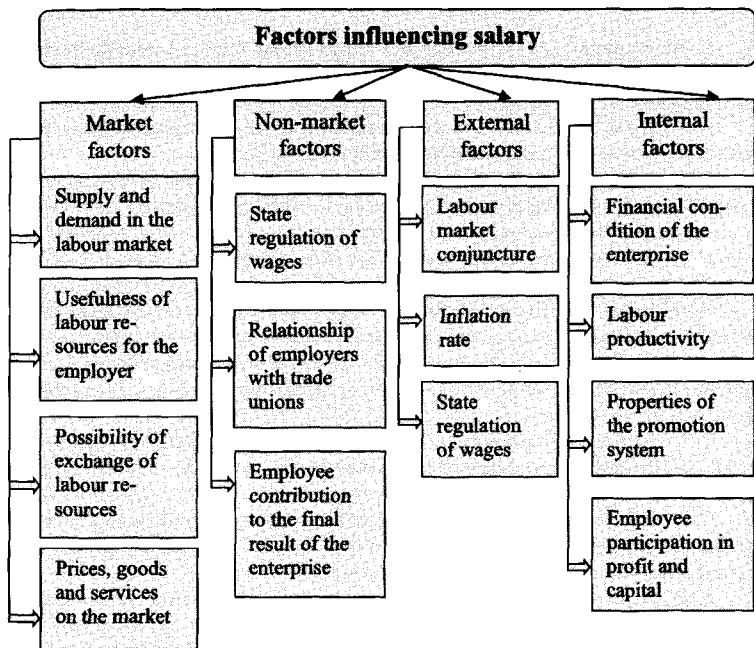 Factors influencing salary
Market
factors
Supply and
demand in the
labour market
Usefulness of
labour re-
sources for the
employer
Possibility of
exchange of
labour re-
sources
Prices, goods
and services
on the market
Non-market
factors
State
regulation of
wages
Relationship
of employers
with trade
unions
Employee
contribution
to the final
result of the
enterprise
External
factors
Labour
market
conjuncture
Inflation
rate
State
regulation
of wages
Internal
factors
Financial con-
dition of the
enterprise
Labour
productivity
Properties of
the promotion
system
Employee
participation in
profit and
capital